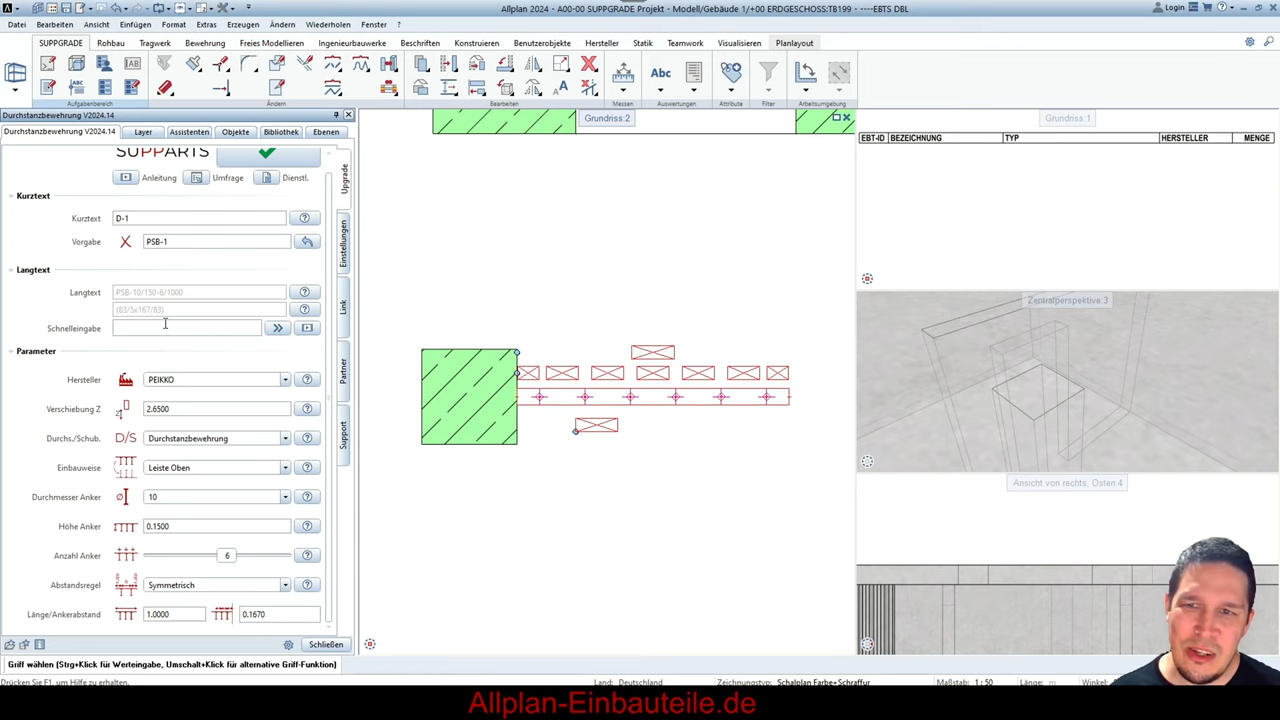 Allplan 2024 - A00-00 SUPPGRADE Projekt - Modell/Gebäude 1/+00 ERDGESCHOSS:TB199 - ----EBTS DBL
Login
Datei Bearbeiten Ansicht Einfügen Format Extras Erzeugen Ändern Wiederholen Fenster ?
SUPPGRADE Rohbau Tragwerk Bewehrung Freies Modellieren Ingenieurbauwerke Beschriften Konstruieren Benutzerobjekte Hersteller Statik Teamwork Visualisieren Planlayout
Abc
Aufgabenbereich Ändern Bearbeiten Messen Auswertungen Attribute Filter Arbeitsumgebung
Durchstanzbewehrung V2024.14
Durchstanzbewehrung V2024.14 Layer Assistenten Objekte Bibliothek Ebenen
SUPPARTS
Anleitung Umfrage Dienstl.
Kurztext
Kurztext D-1
Vorgabe PSB-1
Langtext
Langtext PSB-10/150-6/1000
(83/5x167/83)
Schnelleingabe
Parameter
Hersteller PEIKKO
Verschiebung Z 2.6500
Durchs./Schub. D/S Durchstanzbewehrung
Einbauweise Leiste Oben
Durchmesser Anker 10
Höhe Anker 0.1500
Anzahl Anker 6
Abstandsregel Symmetrisch
Länge/Ankerabstand 1.0000 0.1670
Upgrade
Einstellungen
Link
Partner
Support
Schließen
Grundriss:2
Grundriss:1
EBT-ID BEZEICHNUNG TYP HERSTELLER MENGE
Zentralperspektive:3
Ansicht von rechts, Osten:4
Griff wählen (Strg+Klick für Werteingabe, Umschalt+Klick für alternative Griff-Funktion)
Drücken Sie F1, um Hilfe zu erhalten. Land: Deutschland Zeichnungstyp: Schalplan Farbe+Schraffur Maßstab: 1 : 50 Länge: m Winkel:
Allplan-Einbauteile.de